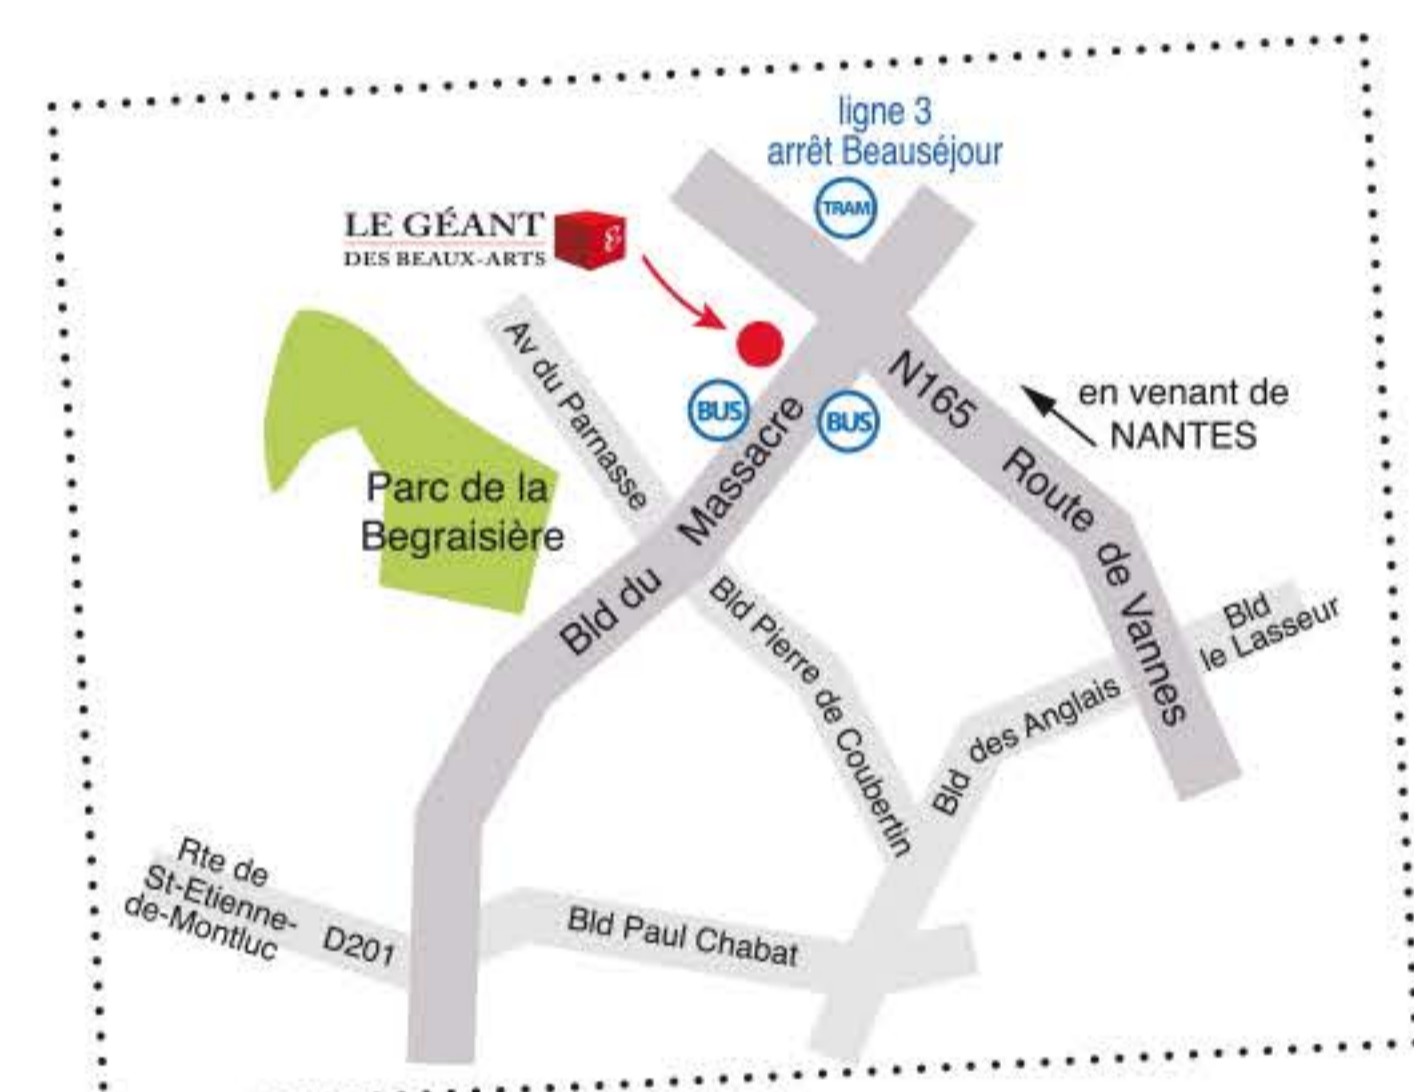 ligne 3
arrêt Beauséjour
TRAM
LE GÉANT
DES BEAUX-ARTS
Av du Parnasse
BUS
BUS
N165 Route de Vannes
en venant de
NANTES
Parc de la
Begraisière
Bld du Massacre
Bld Pierre de Coubertin
Bld
le Lasseur
Bld des Anglais
Rte de
St-Etienne-
de-Montluc
D201
Bld Paul Chabat